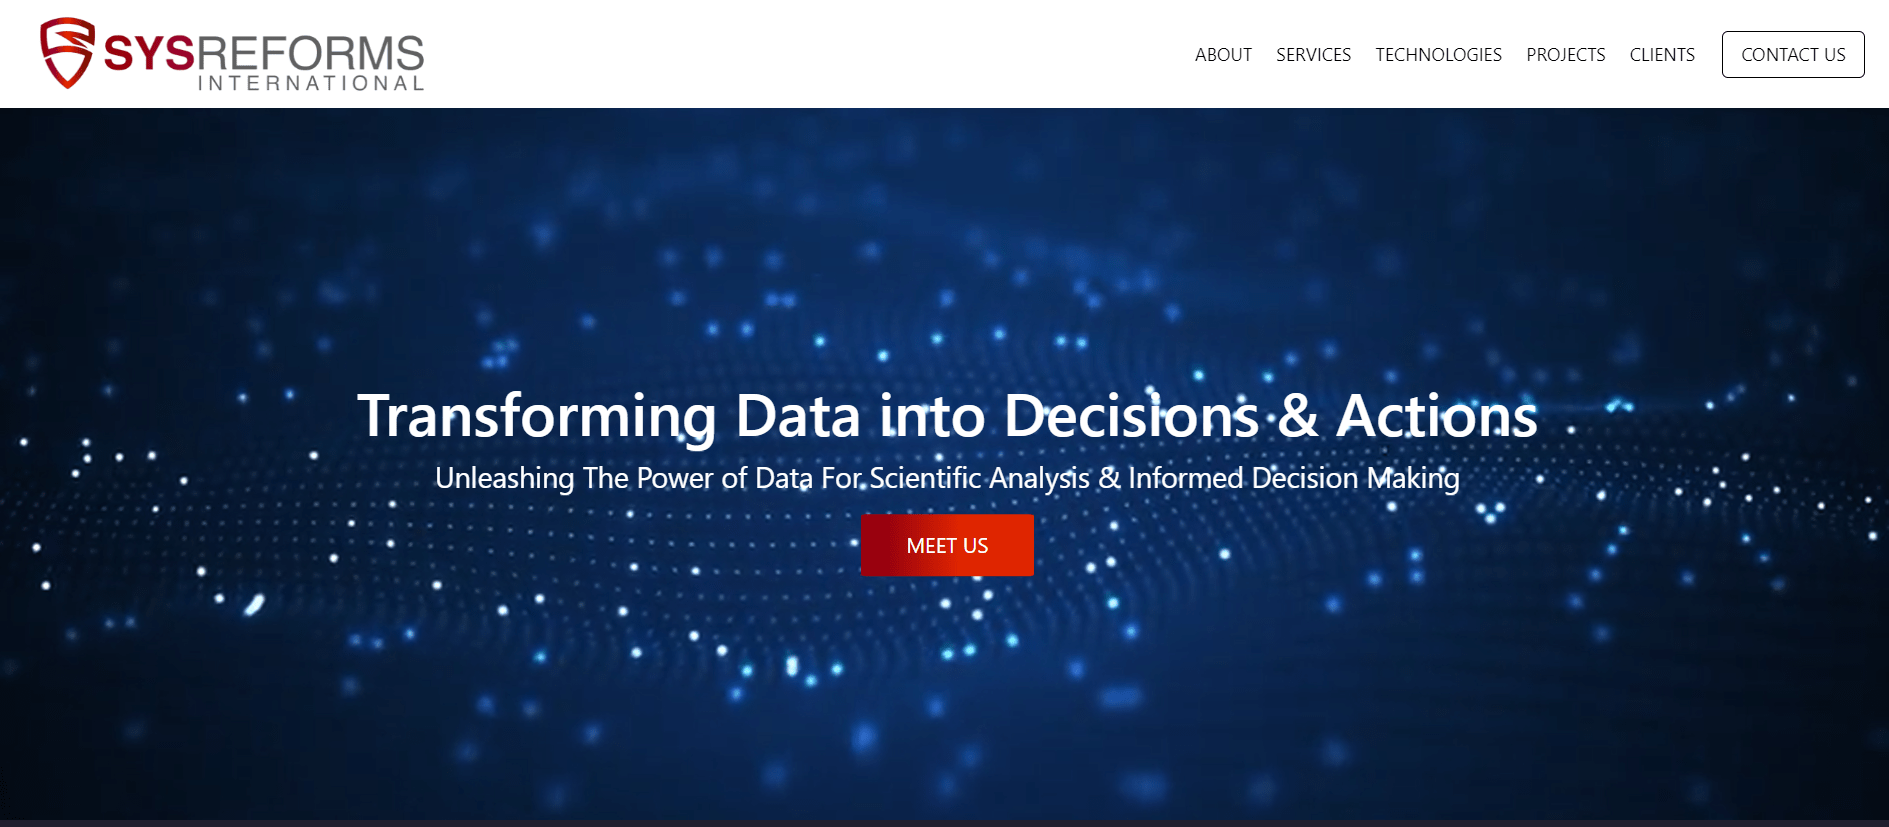 SYSREFORMS
INTERNATIONAL
ABOUT SERVICES TECHNOLOGIES PROJECTS CLIENTS CONTACT US
Transforming Data into Decisions & Actions
Unleashing The Power of Data For Scientific Analysis & Informed Decision Making
MEET US